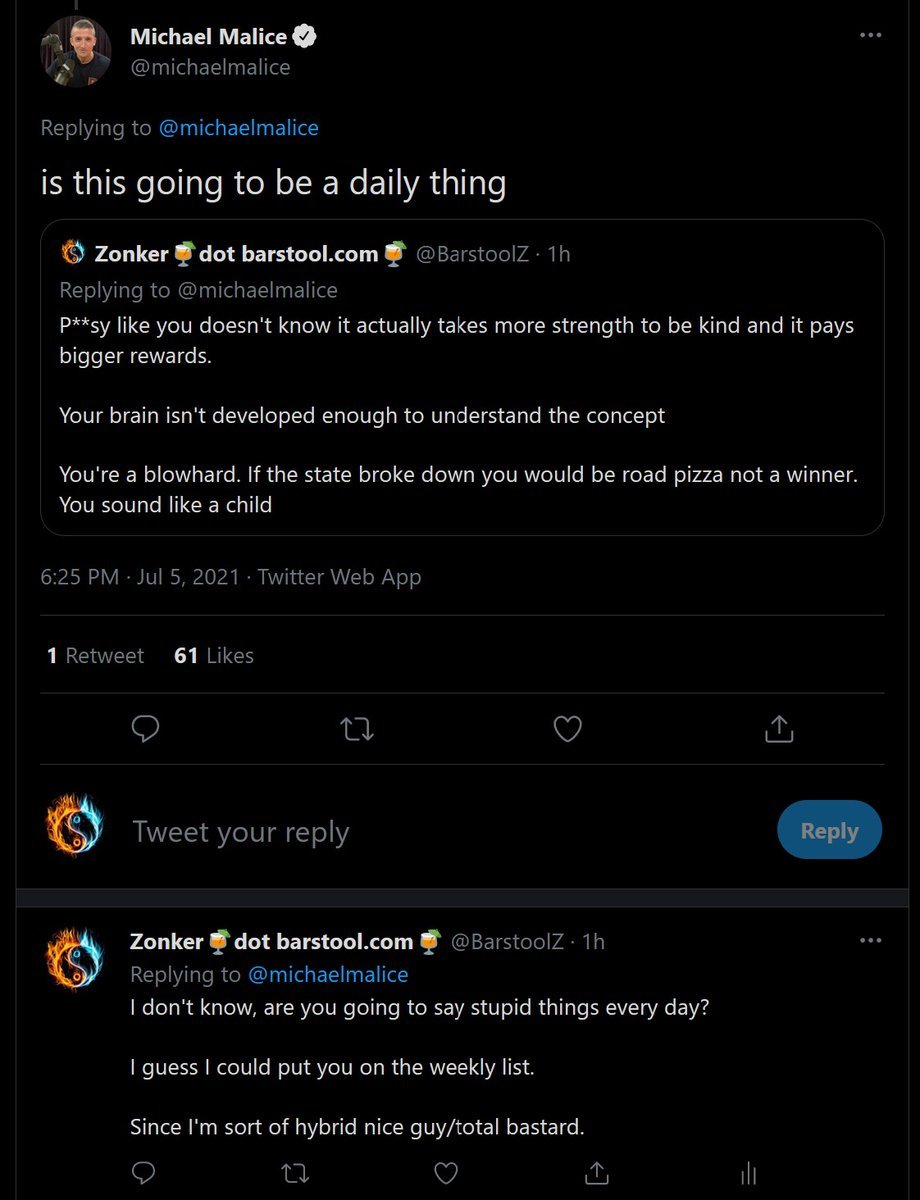 Michael Malice
@michaelmalice
Replying to @michaelmalice
is this going to be a daily thing
Zonker🍹dot barstool.com🍹 @BarstoolZ · 1h
Replying to @michaelmalice
P**sy like you doesn't know it actually takes more strength to be kind and it pays
bigger rewards.
Your brain isn't developed enough to understand the concept
You're a blowhard. If the state broke down you would be road pizza not a winner.
You sound like a child
6:25 PM · Jul 5, 2021 · Twitter Web App
1 Retweet 61 Likes
Tweet your reply
Reply
Zonker🍹dot barstool.com🍹 @BarstoolZ · 1h
Replying to @michaelmalice
I don't know, are you going to say stupid things every day?
I guess I could put you on the weekly list.
Since I'm sort of hybrid nice guy/total bastard.